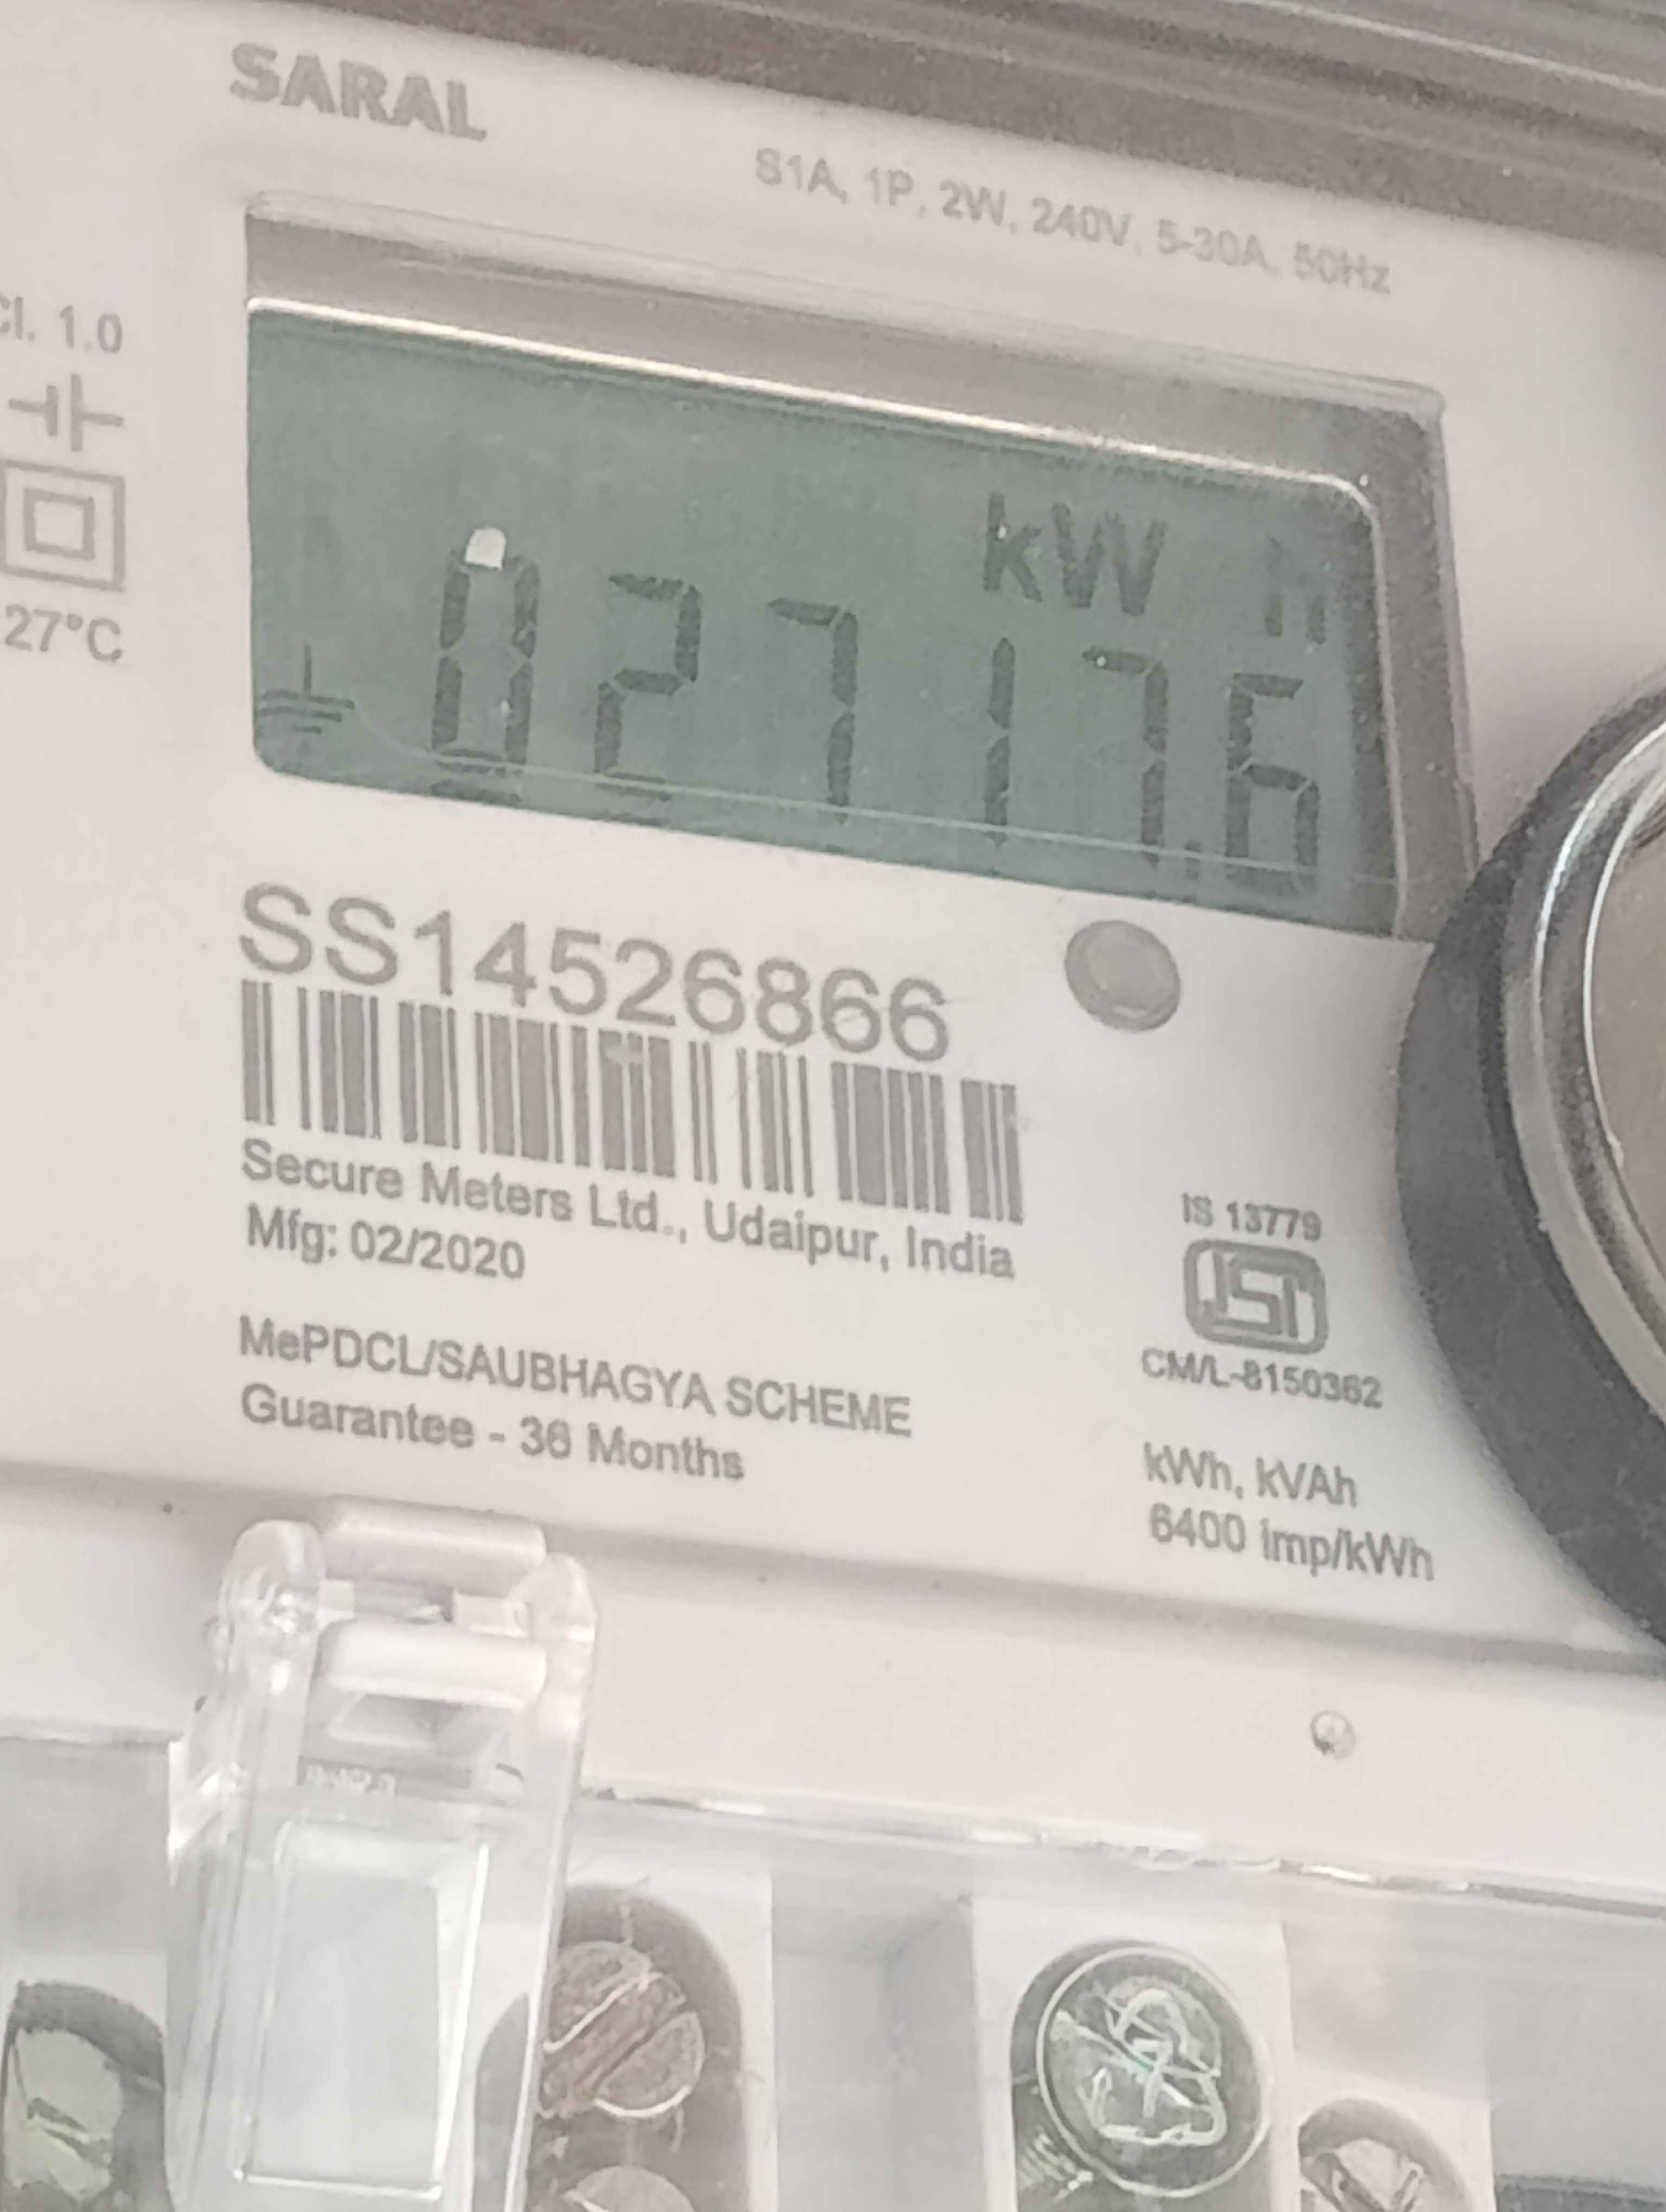 SARAL
S1A, 1P, 2W, 240V, 5-30A, 50Hz
Cl. 1.0
27°C
kW h
02717.6
SS14526866
Secure Meters Ltd., Udaipur, India
Mfg: 02/2020
MePDCL/SAUBHAGYA SCHEME
Guarantee - 36 Months
IS 13779
ISI
CM/L-8150362
kWh, kVAh
6400 imp/kWh